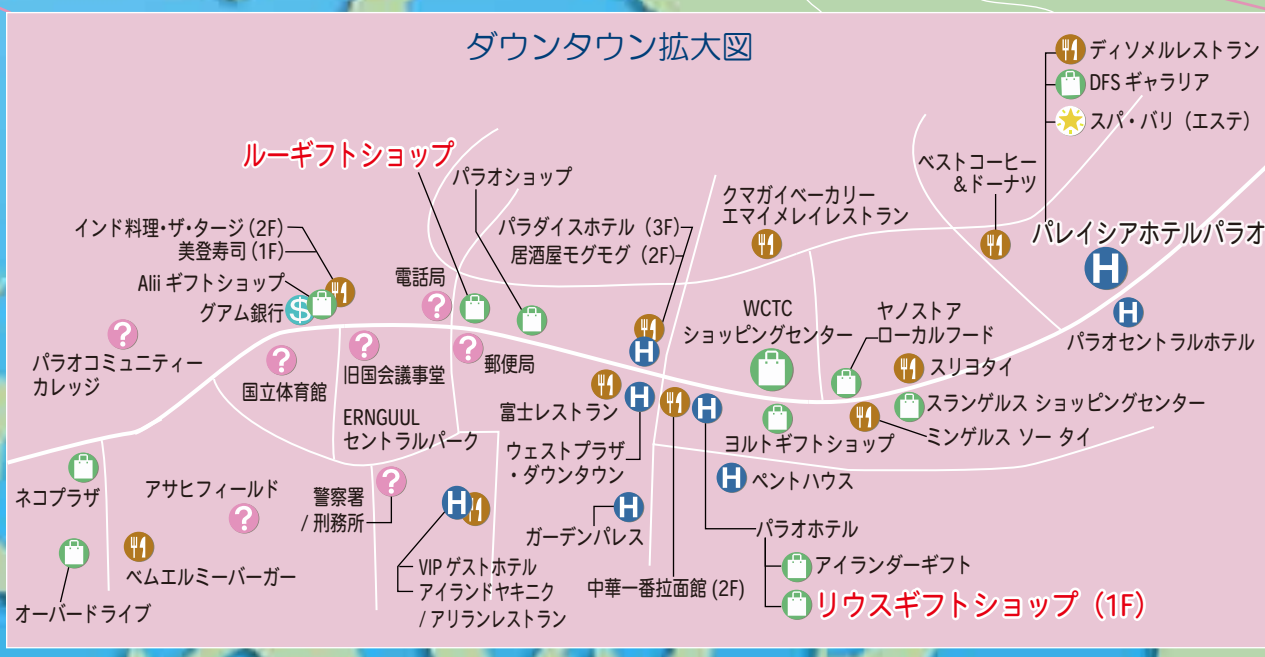 ダウンタウン拡大図
ディソメルレストラン
DFS ギャラリア
スパ・バリ（エステ）
ルーギフトショップ
パラオショップ
ベストコーヒー
&ドーナツ
クマガイベーカリー
エマイメレイレストラン
パレイシアホテルパラオ
インド料理・ザ・タージ (2F)
美登寿司 (1F)
Alii ギフトショップ
グアム銀行
パラダイスホテル（3F）
居酒屋モグモグ（2F）
電話局
WCTC
ショッピングセンター
ヤノストア
ローカルフード
パラオセントラルホテル
パラオコミュニティー
カレッジ
国立体育館
旧国会議事堂
郵便局
スリヨタイ
富士レストラン
スランゲルス ショッピングセンター
ERNGUUL
セントラルパーク
ウェストプラザ
・ダウンタウン
ヨルトギフトショップ
ミンゲルス ソー タイ
ネコプラザ
アサヒフィールド
警察署
/ 刑務所
ペントハウス
ガーデンパレス
パラオホテル
ベムエルミーバーガー
オーバードライブ
VIP ゲストホテル
アイランドヤキニク
/ アリランレストラン
中華一番拉面館 (2F)
アイランダーギフト
リウスギフトショップ（1F）